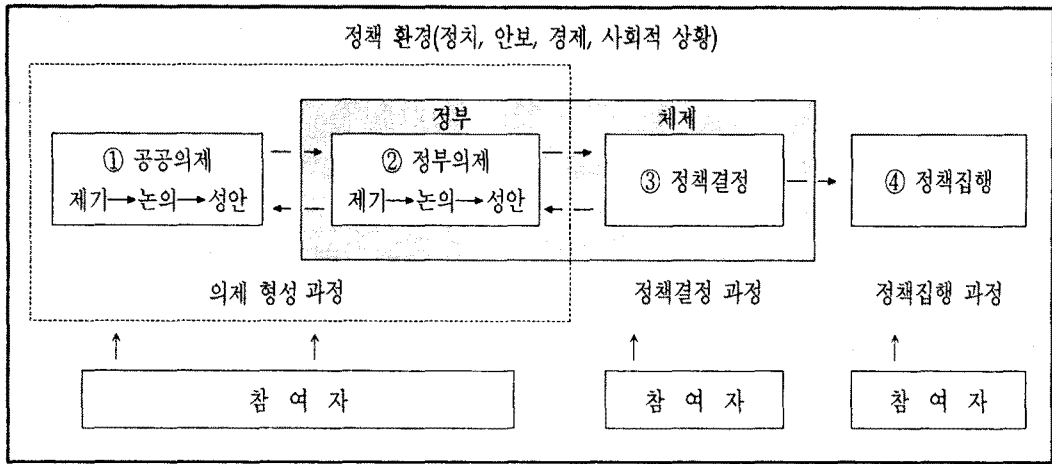 정책 환경(정치, 안보, 경제, 사회적 상황)
정부 체제
① 공공의제
제기→논의→성안
② 정부의제
제기→논의→성안
③ 정책결정
④ 정책집행
의제 형성 과정
정책결정 과정
정책집행 과정
참 여 자
참 여 자
참 여 자